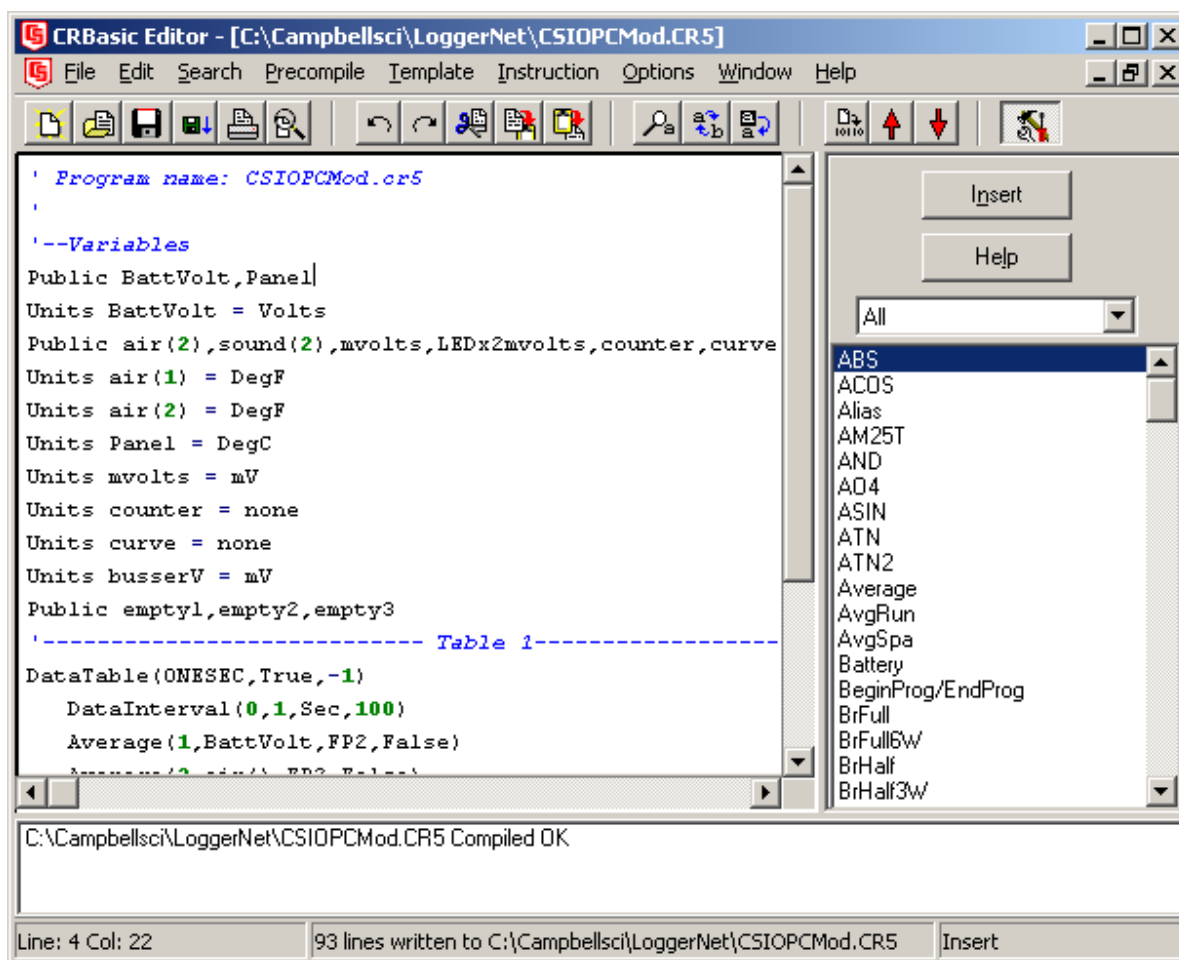 CRBasic Editor - [C:\Campbellsci\LoggerNet\CSIOPCMod.CR5]
File Edit Search Precompile Template Instruction Options Window Help
' Program name: CSIOPCMod.cr5
'
'--Variables
Public BattVolt,Panel
Units BattVolt = Volts
Public air(2),sound(2),mvolts,LEDx2mvolts,counter,curve
Units air(1) = DegF
Units air(2) = DegF
Units Panel = DegC
Units mvolts = mV
Units counter = none
Units curve = none
Units busserV = mV
Public empty1,empty2,empty3
'---------------------------- Table 1------------------
DataTable(ONESEC,True,-1)
DataInterval(0,1,Sec,100)
Average(1,BattVolt,FP2,False)
Insert
Help
All
ABS
ACOS
Alias
AM25T
AND
AO4
ASIN
ATN
ATN2
Average
AvgRun
AvgSpa
Battery
BeginProg/EndProg
BrFull
BrFull6W
BrHalf
BrHalf3W
C:\Campbellsci\LoggerNet\CSIOPCMod.CR5 Compiled OK
Line: 4 Col: 22 93 lines written to C:\Campbellsci\LoggerNet\CSIOPCMod.CR5 Insert